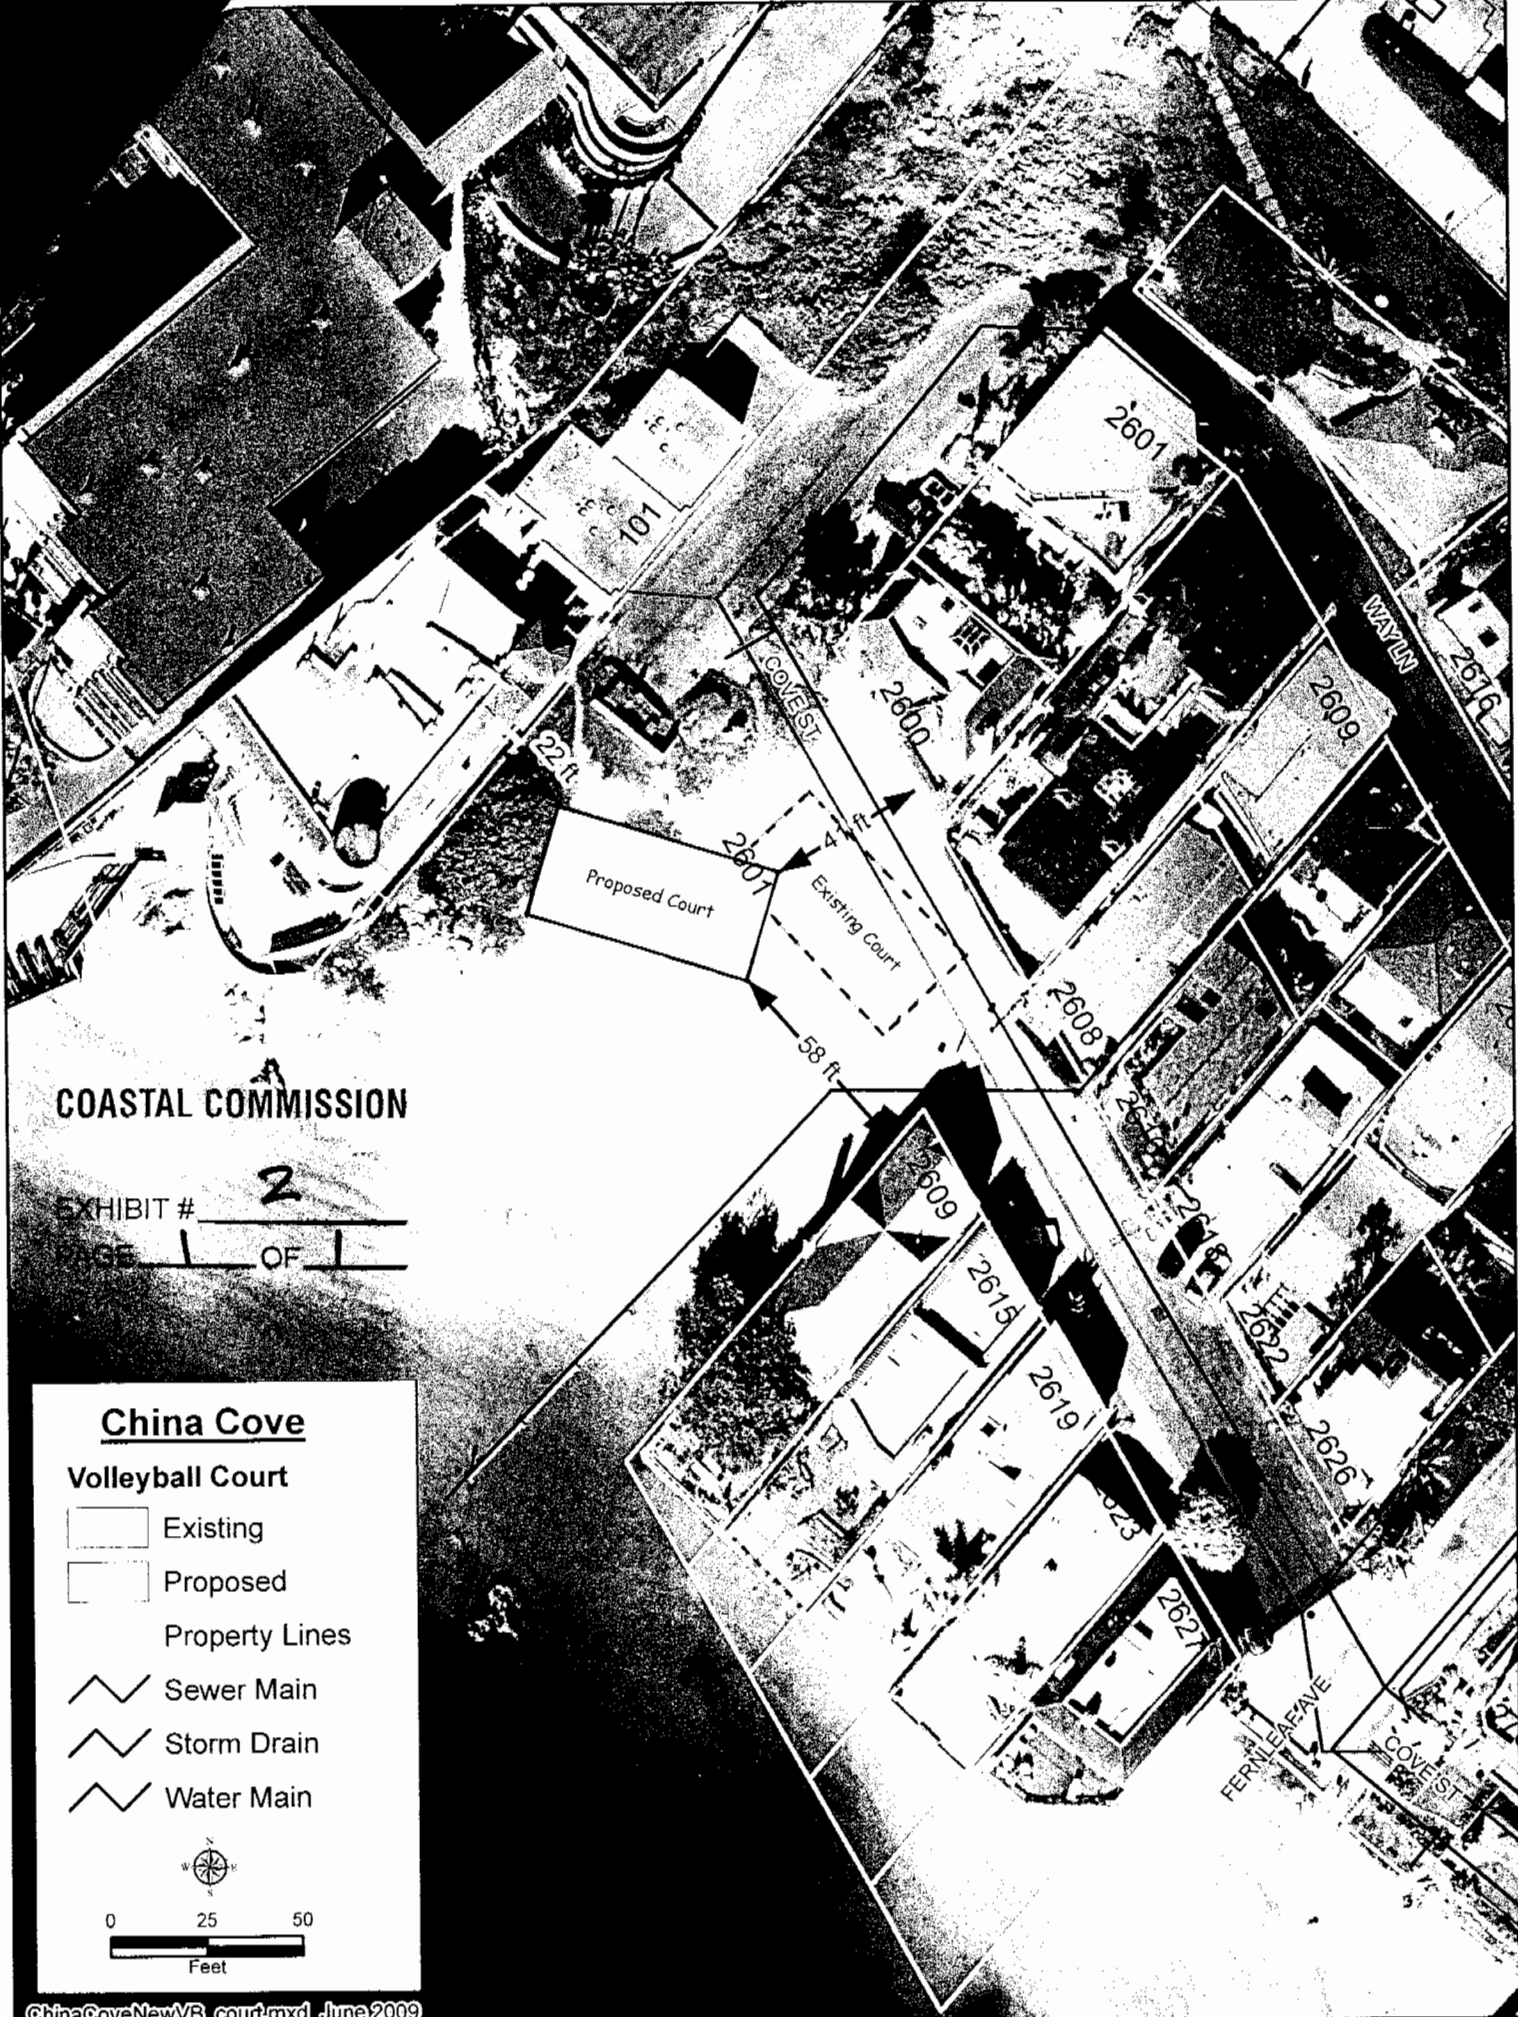 2601
101
WAY LN
2676
COVE ST
2600
2609
22 ft
41 ft
2601
Proposed Court
Existing Court
2608
58 ft
COASTAL COMMISSION
EXHIBIT # 2
PAGE 1 OF 1
2609
2618
2615
2622
2619
2626
2627
FERNLEAF AVE
COVE ST
China Cove
Volleyball Court
Existing
Proposed
Property Lines
Sewer Main
Storm Drain
Water Main
N
W E
S
0 25 50
Feet
ChinaCoveNewVB_court.mxd June 2009